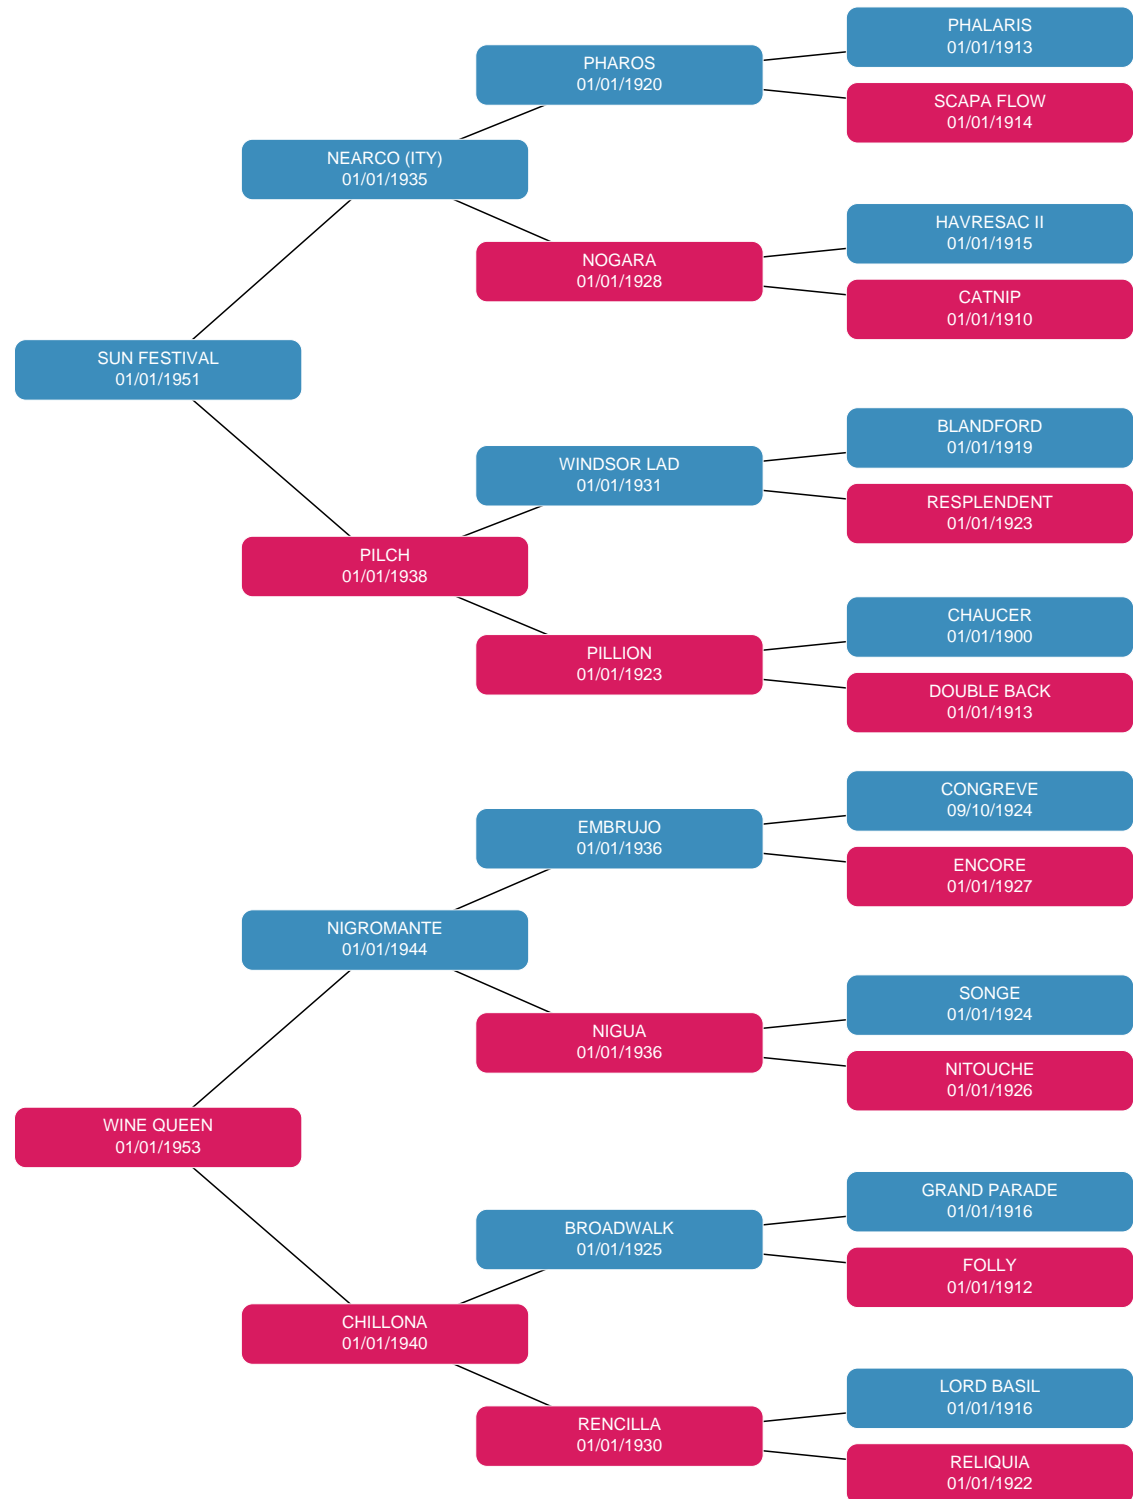 PHALARIS
01/01/1913
PHAROS
01/01/1920
SCAPA FLOW
01/01/1914
NEARCO (ITY)
01/01/1935
HAVRESAC II
01/01/1915
NOGARA
01/01/1928
CATNIP
01/01/1910
SUN FESTIVAL
01/01/1951
BLANDFORD
01/01/1919
WINDSOR LAD
01/01/1931
RESPLENDENT
01/01/1923
PILCH
01/01/1938
CHAUCER
01/01/1900
PILLION
01/01/1923
DOUBLE BACK
01/01/1913
CONGREVE
09/10/1924
EMBRUJO
01/01/1936
ENCORE
01/01/1927
NIGROMANTE
01/01/1944
SONGE
01/01/1924
NIGUA
01/01/1936
NITOUCHE
01/01/1926
WINE QUEEN
01/01/1953
GRAND PARADE
01/01/1916
BROADWALK
01/01/1925
FOLLY
01/01/1912
CHILLONA
01/01/1940
LORD BASIL
01/01/1916
RENCILLA
01/01/1930
RELIQUIA
01/01/1922